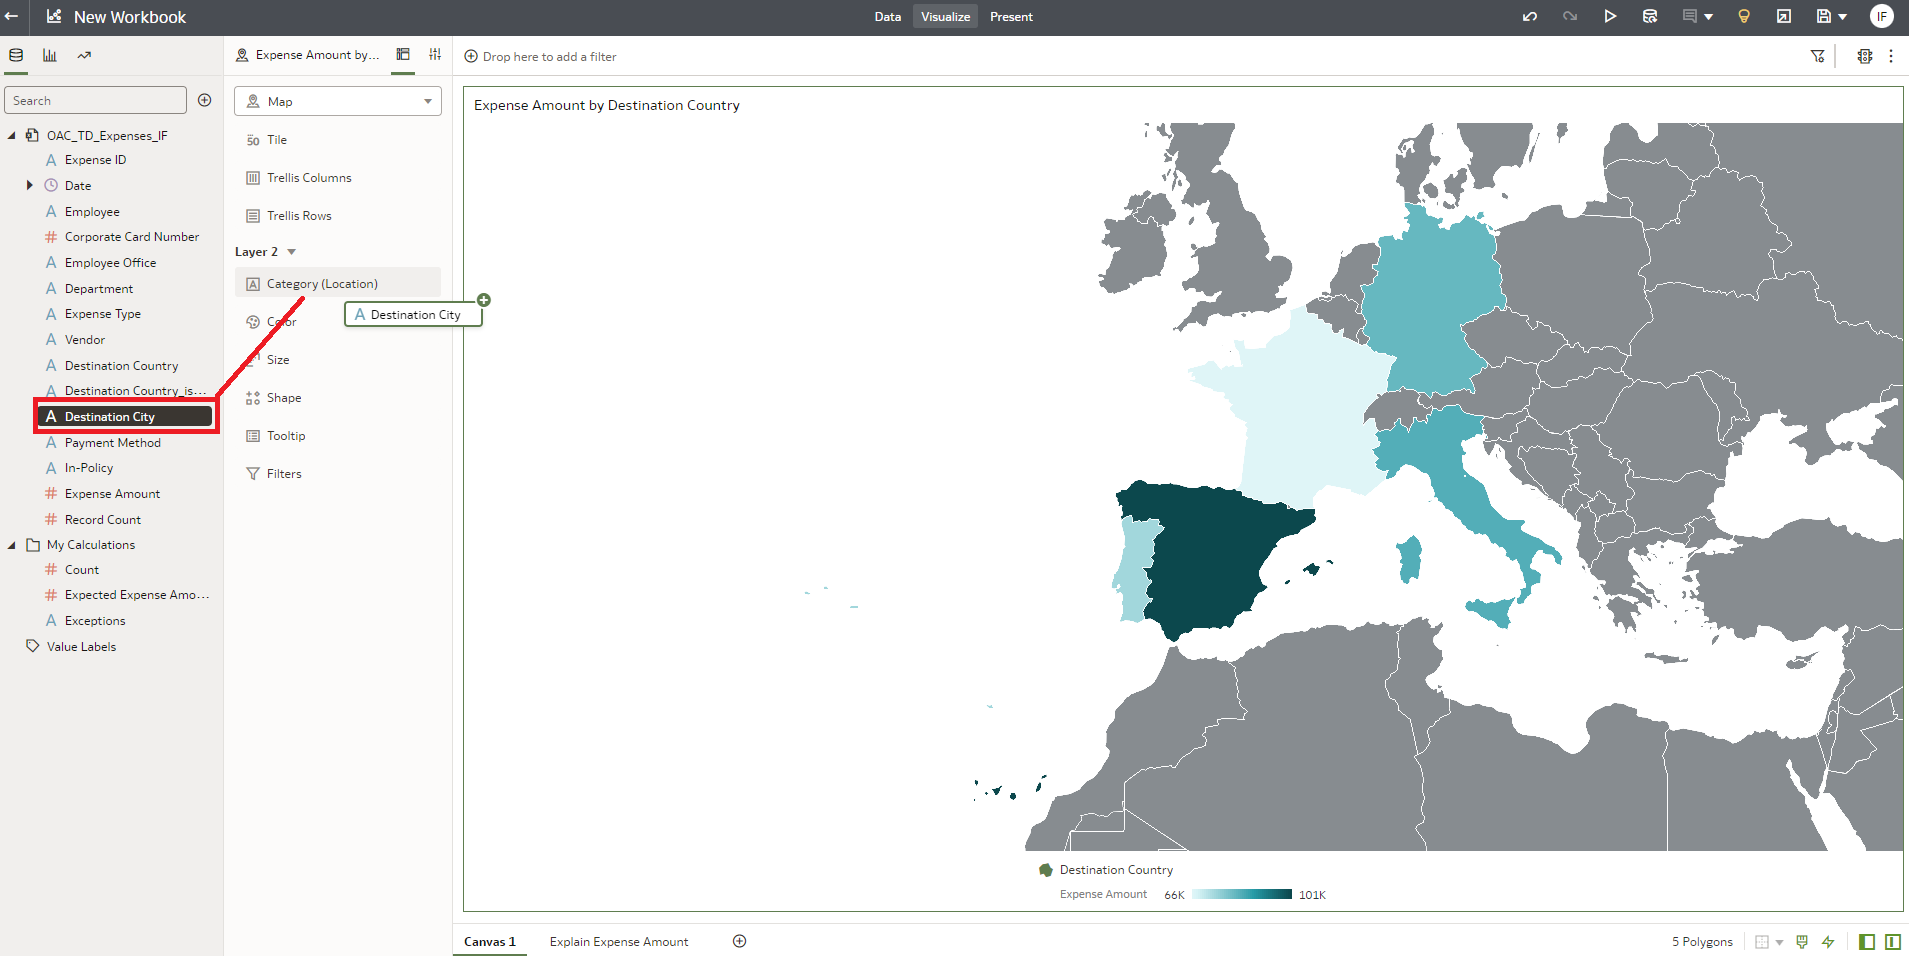 New Workbook
Data
Visualize
Present
IF
Expense Amount by...
Drop here to add a filter
Search
OAC_TD_Expenses_IF
A Expense ID
Date
A Employee
# Corporate Card Number
A Employee Office
A Department
A Expense Type
A Vendor
A Destination Country
A Destination Country_is...
A Destination City
A Payment Method
A In-Policy
# Expense Amount
# Record Count
My Calculations
# Count
# Expected Expense Amo...
A Exceptions
Value Labels
Map
50 Tile
Trellis Columns
Trellis Rows
Layer 2
A Category (Location)
A Destination City
Color
Size
Shape
Tooltip
Filters
Expense Amount by Destination Country
Destination Country
Expense Amount 66K 101K
Canvas 1
Explain Expense Amount
5 Polygons